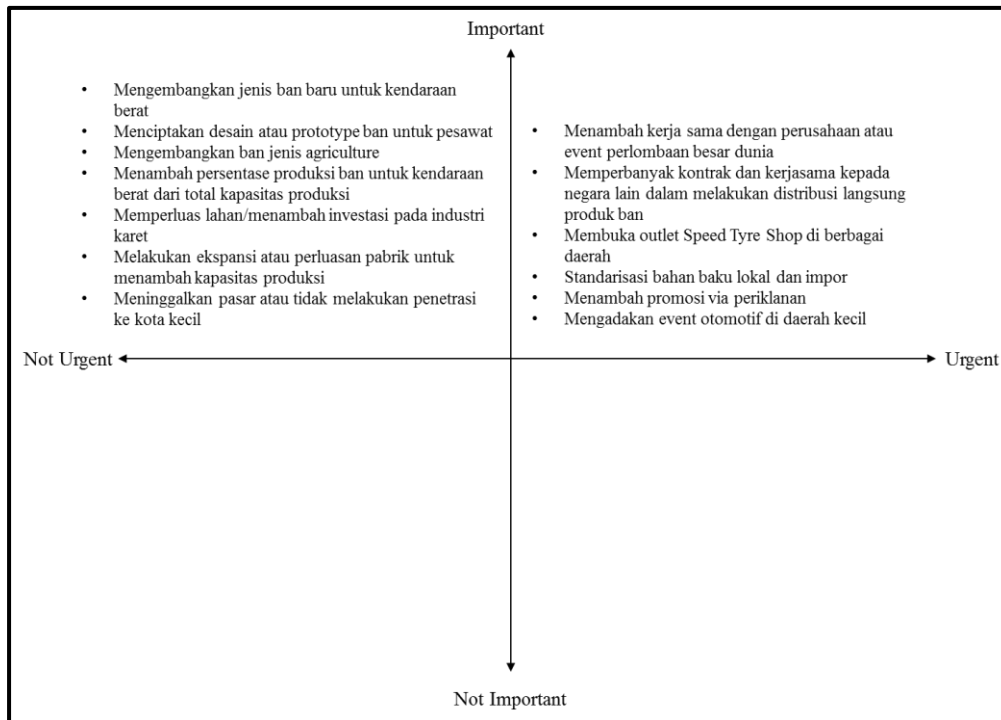 Important
• Mengembangkan jenis ban baru untuk kendaraan
berat
• Menciptakan desain atau prototype ban untuk pesawat
• Mengembangkan ban jenis agriculture
• Menambah persentase produksi ban untuk kendaraan
berat dari total kapasitas produksi
• Memperluas lahan/menambah investasi pada industri
karet
• Melakukan ekspansi atau perluasan pabrik untuk
menambah kapasitas produksi
• Meninggalkan pasar atau tidak melakukan penetrasi
ke kota kecil
• Menambah kerja sama dengan perusahaan atau
event perlombaan besar dunia
• Memperbanyak kontrak dan kerjasama kepada
negara lain dalam melakukan distribusi langsung
produk ban
• Membuka outlet Speed Tyre Shop di berbagai
daerah
• Standarisasi bahan baku lokal dan impor
• Menambah promosi via periklanan
• Mengadakan event otomotif di daerah kecil
Not Urgent
Urgent
Not Important